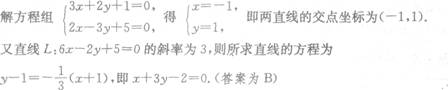 解方程组 {3x+2y+1=0, 2x-3y+5=0, 得 {x=-1, y=1, 即两直线的交点坐标为(-1,1).
又直线 L:6x-2y+5=0 的斜率为 3,则所求直线的方程为
y-1=-1/3(x+1),即 x+3y-2=0.(答案为 B)